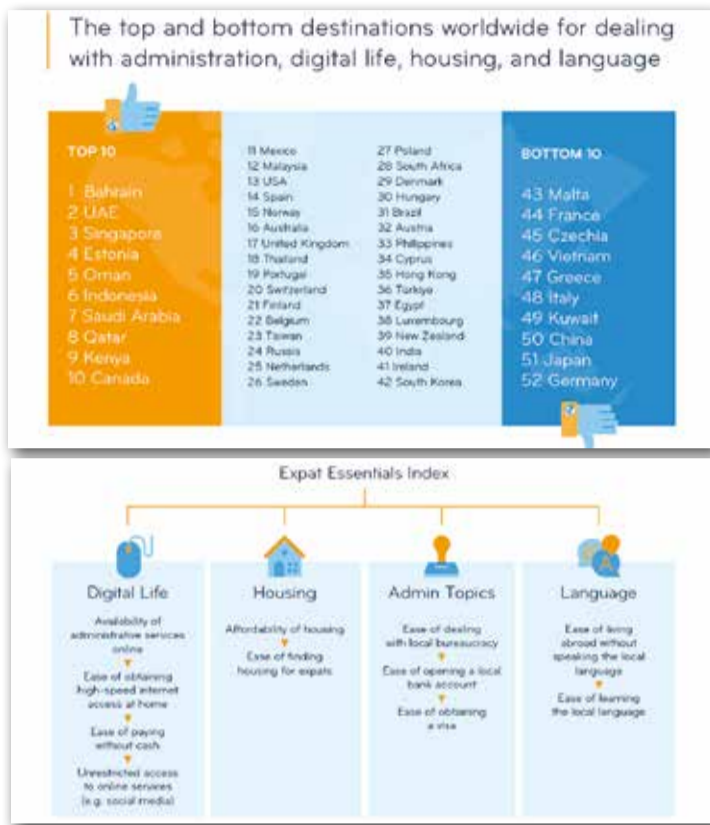 The top and bottom destinations worldwide for dealing
with administration, digital life, housing, and language
TOP 10
1 Bahrain
2 UAE
3 Singapore
4 Estonia
5 Oman
6 Indonesia
7 Saudi Arabia
8 Qatar
9 Kenya
10 Canada
11 Mexico
12 Malaysia
13 USA
14 Spain
15 Norway
16 Australia
17 United Kingdom
18 Thailand
19 Portugal
20 Switzerland
21 Finland
22 Belgium
23 Taiwan
24 Russia
25 Netherlands
26 Sweden
27 Poland
28 South Africa
29 Denmark
30 Hungary
31 Brazil
32 Austria
33 Philippines
34 Cyprus
35 Hong Kong
36 Türkiye
37 Egypt
38 Luxembourg
39 New Zealand
40 India
41 Ireland
42 South Korea
BOTTOM 10
43 Malta
44 France
45 Czechia
46 Vietnam
47 Greece
48 Italy
49 Kuwait
50 China
51 Japan
52 Germany
Expat Essentials Index
Digital Life
Availability of
administrative services
online
Ease of obtaining
high-speed internet
access at home
Ease of paying
without cash
Unrestricted access
to online services
(e.g. social media)
Housing
Affordability of housing
Ease of finding
housing for expats
Admin Topics
Ease of dealing
with local bureaucracy
Ease of opening a local
bank account
Ease of obtaining
a visa
A
Language
Ease of living
abroad without
speaking the local
language
Ease of learning
the local language